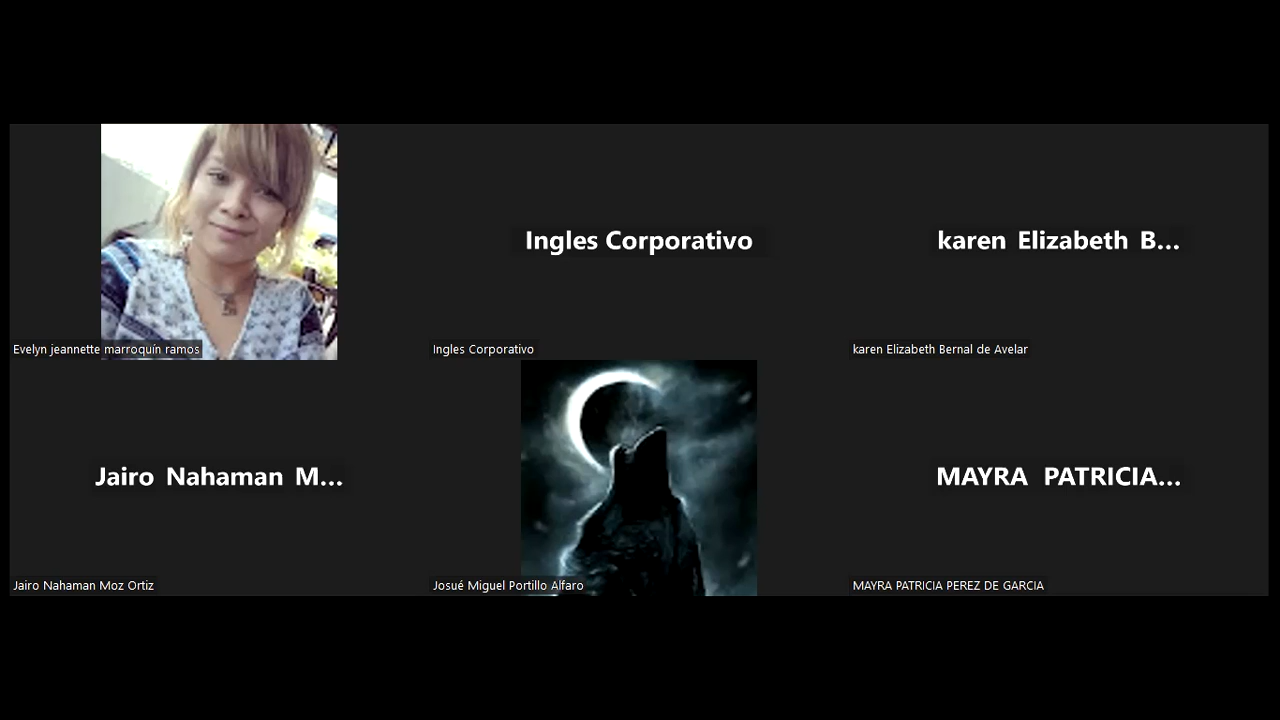 Ingles Corporativo
karen Elizabeth B...
Evelyn jeannette marroquín ramos
Ingles Corporativo
karen Elizabeth Bernal de Avelar
Jairo Nahaman M...
MAYRA PATRICIA...
Jairo Nahaman Moz Ortiz
Josué Miguel Portillo Alfaro
MAYRA PATRICIA PEREZ DE GARCIA